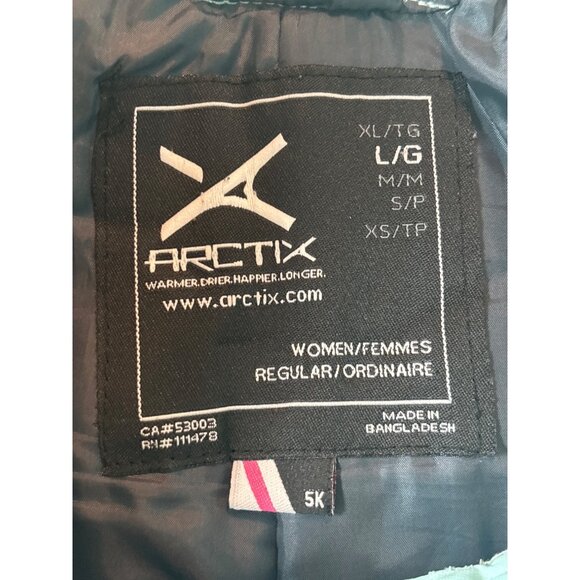 XL/TG
L/G
M/M
S/P
XS/TP
ARCTIX
WARMER.DRIER.HAPPIER.LONGER.
www.arctix.com
WOMEN/FEMMES
REGULAR/ORDINAIRE
CA#53003
RN#111478
MADE IN
BANGLADESH
5K